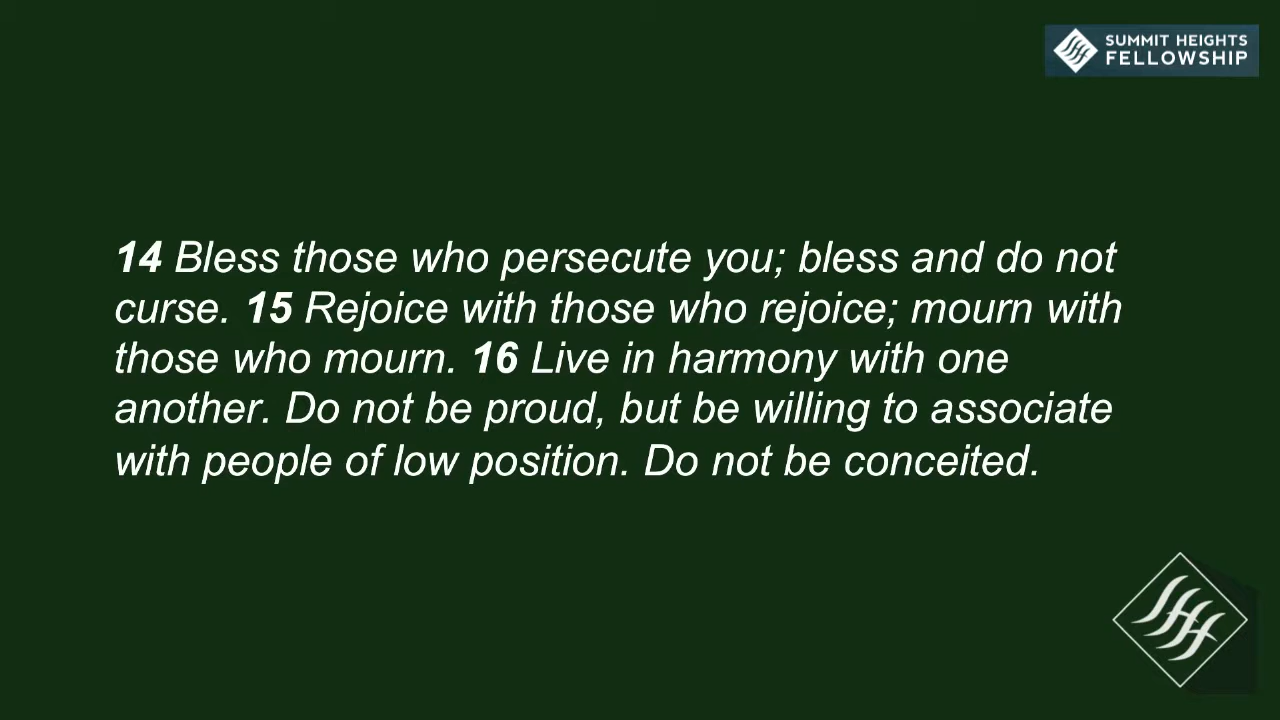 SUMMIT HEIGHTS
FELLOWSHIP
14 Bless those who persecute you; bless and do not
curse. 15 Rejoice with those who rejoice; mourn with
those who mourn. 16 Live in harmony with one
another. Do not be proud, but be willing to associate
with people of low position. Do not be conceited.